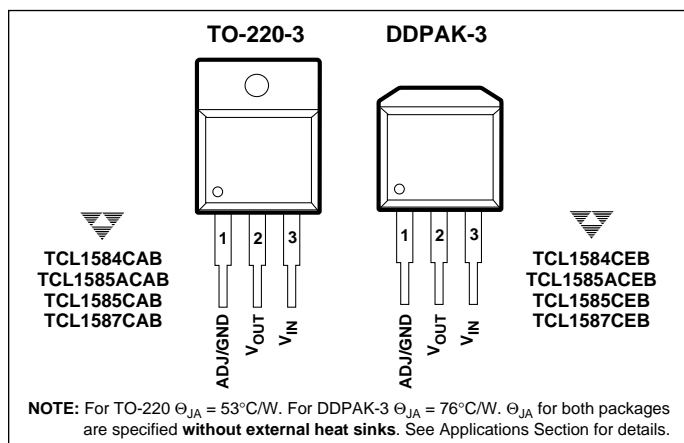 TO-220-3
DDPAK-3
1 2 3
1 2 3
TCL1584CAB
TCL1585ACAB
TCL1585CAB
TCL1587CAB
ADJ/GND
VOUT
VIN
ADJ/GND
VOUT
VIN
TCL1584CEB
TCL1585ACEB
TCL1585CEB
TCL1587CEB
NOTE: For TO-220 ΘJA = 53°C/W. For DDPAK-3 ΘJA = 76°C/W. ΘJA for both packages
are specified without external heat sinks. See Applications Section for details.